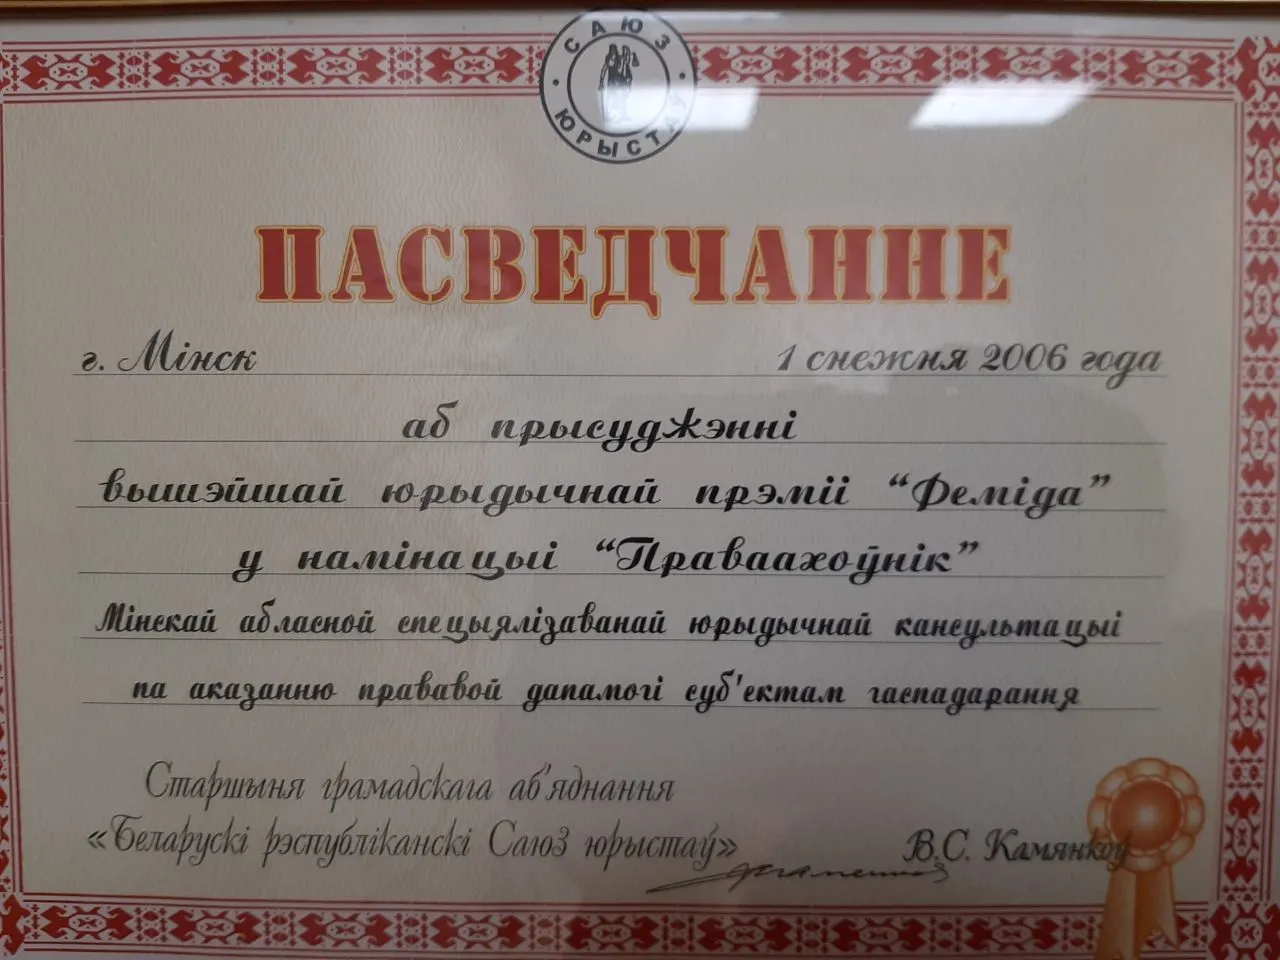 САЮЗ ЮРЫСТАЎ
ПАСВЕДЧАННЕ
г. Мінск 1 снежня 2006 года
аб прысуджэнні
вышэйшай юрыдычнай прэміі “Феміда”
у намінацыі “Праваахоўнік”
Мінскай абласной спецыялізаванай юрыдычнай кансультацыі
па аказанню прававой дапамогі суб'ектам гаспадарання
Старшыня грамадскага аб'яднання
«Беларускі рэспубліканскі Саюз юрыстаў» В.С. Камянкоў